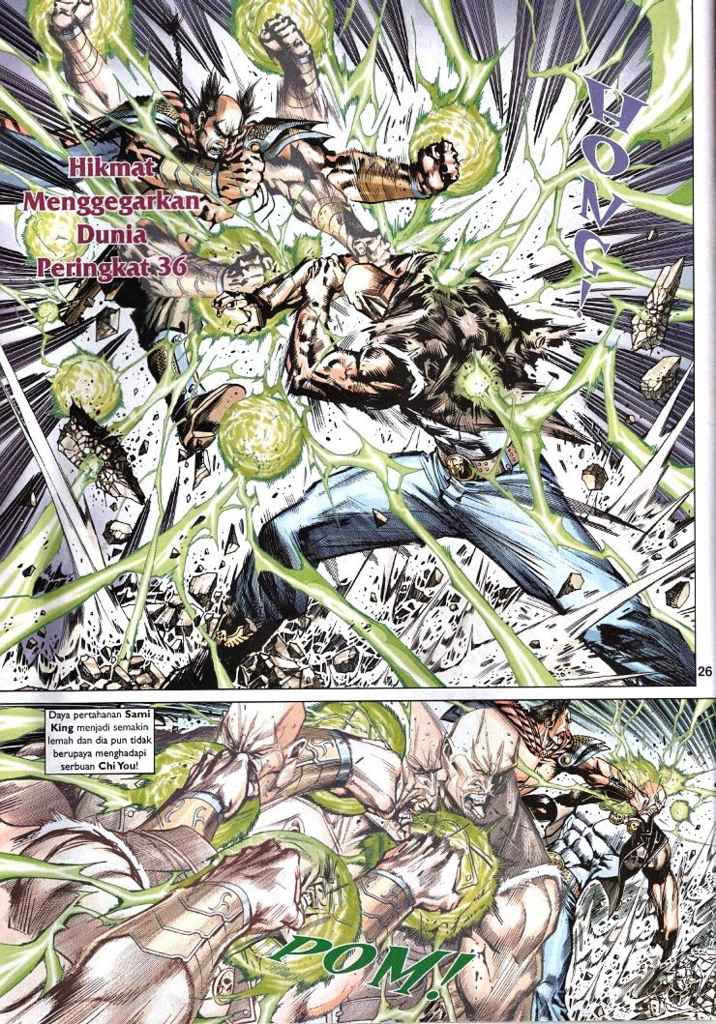 Hikmat
Menggegarkan
Dunia
Peringkat 36
HONG!
26
Daya pertahanan Sami
King menjadi semakin
lemah dan dia pun tidak
berupaya menghadapi
serbuan Chi You!
POM!